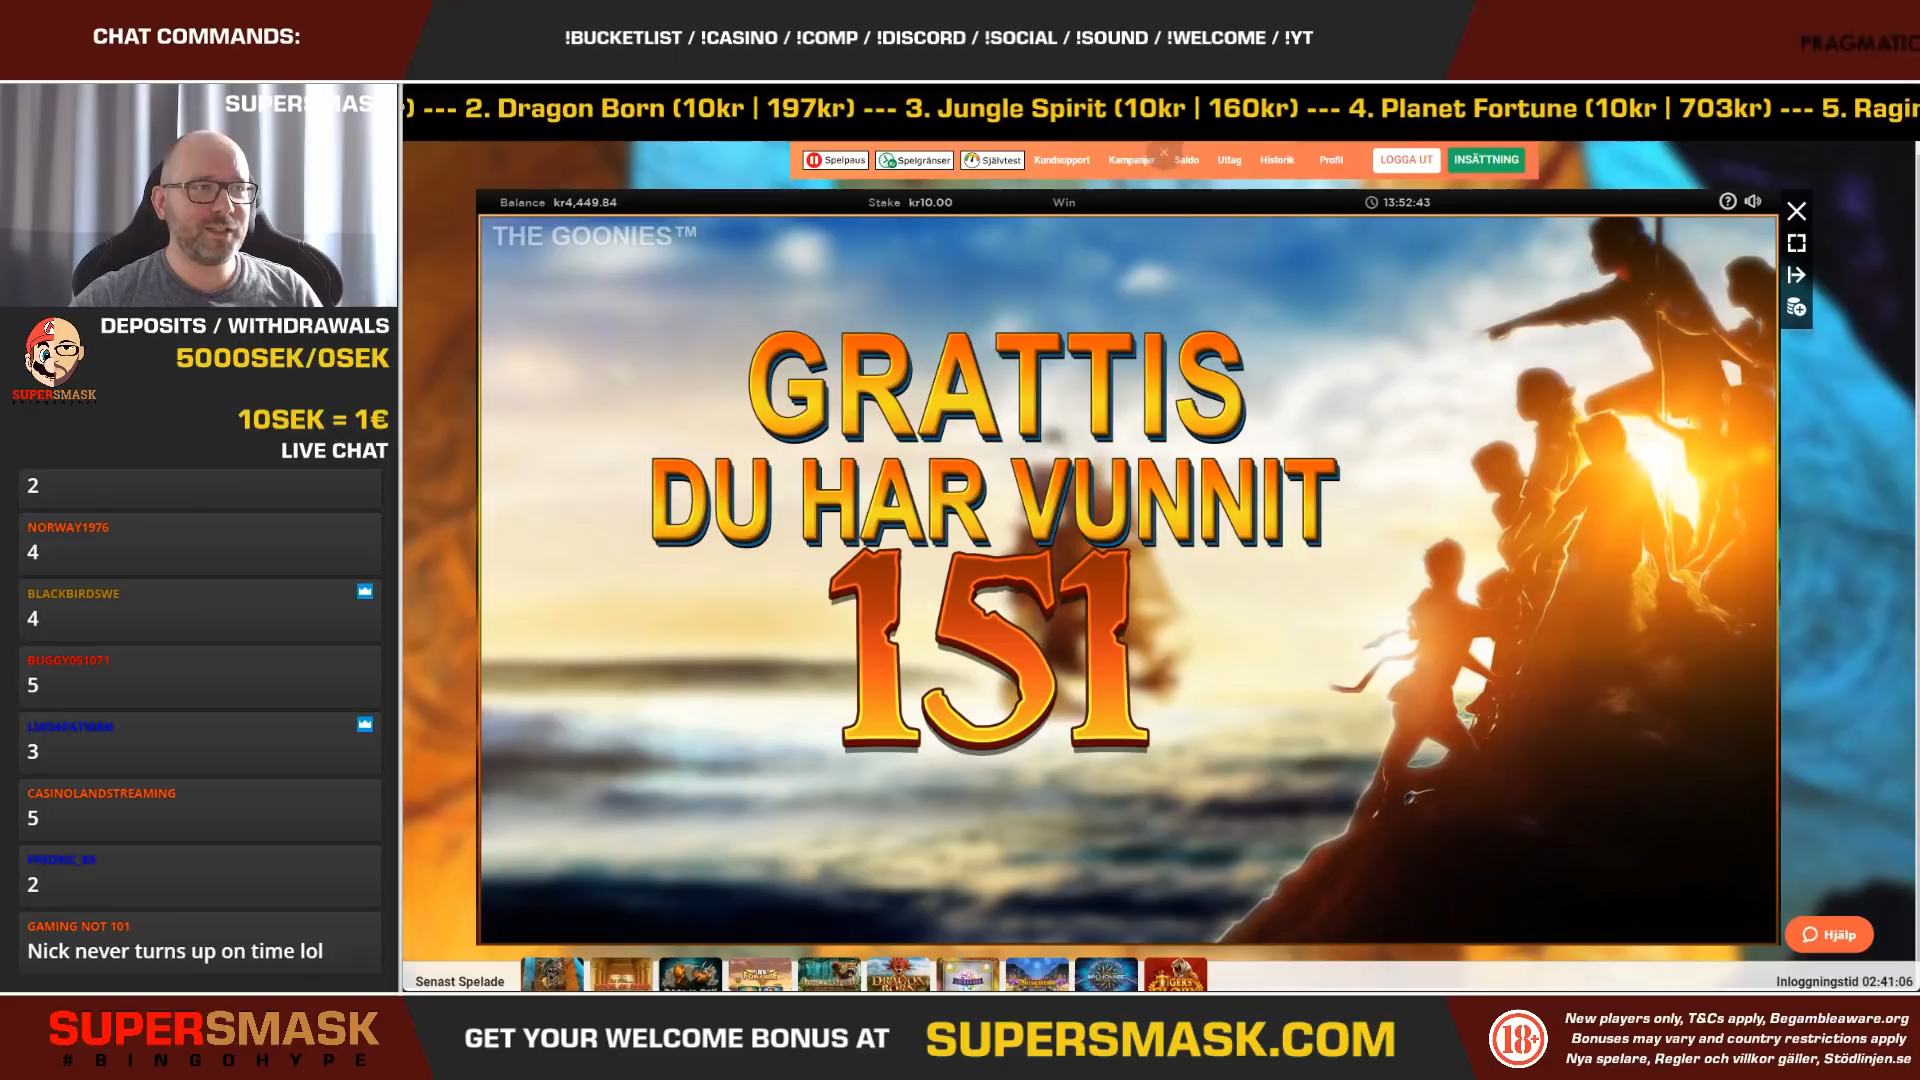 CHAT COMMANDS:
!BUCKETLIST / !CASINO / !COMP / !DISCORD / !SOCIAL / !SOUND / !WELCOME / !YT
PRAGMATIC
SUPERSMAS
) --- 2. Dragon Born (10kr | 197kr) --- 3. Jungle Spirit (10kr | 160kr) --- 4. Planet Fortune (10kr | 703kr) --- 5. Ragin
Spelpaus Spelgränser Självtest Kundsupport Kampanjer Saldo Uttag Historik Profil LOGGA UT INSÄTTNING
Balance kr4,449.84 Stake kr10.00 Win 13:52:43
THE GOONIES™
GRATTIS
DU HAR VUNNIT
151
DEPOSITS / WITHDRAWALS
5000SEK/0SEK
SUPERSMASK
10SEK = 1€
LIVE CHAT
2
NORWAY1976
4
BLACKBIRDSWE
4
BUGGY051071
5
3
CASINOLANDSTREAMING
5
2
GAMING NOT 101
Nick never turns up on time lol
Hjälp
Senast Spelade
Inloggningstid 02:41:06
SUPERSMASK
#BINGOHYPE
GET YOUR WELCOME BONUS AT
SUPERSMASK.COM
18+
New players only, T&Cs apply, Begambleaware.org
Bonuses may vary and country restrictions apply
Nya spelare, Regler och villkor gäller, Stödlinjen.se